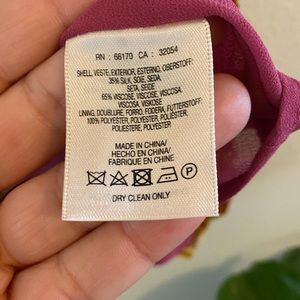 RN : 66170 CA : 32054
SHELL, VESTE, EXTERIOR, ESTERNO, OBERSTOFF:
35% SILK, SOIE, SEDA,
SETA, SEIDE
65% VISCOSE, VISCOSE, VISCOSA,
VISCOSA, VISKOSE
LINING, DOUBLURE, FORRO, FODERA, FUTTER:
100% POLYESTER, POLYESTER, POLIESTER,
POLIESTERE, POLYESTER
MADE IN CHINA/
HECHO EN CHINA/
FABRIQUE EN CHINE
P
DRY CLEAN ONLY